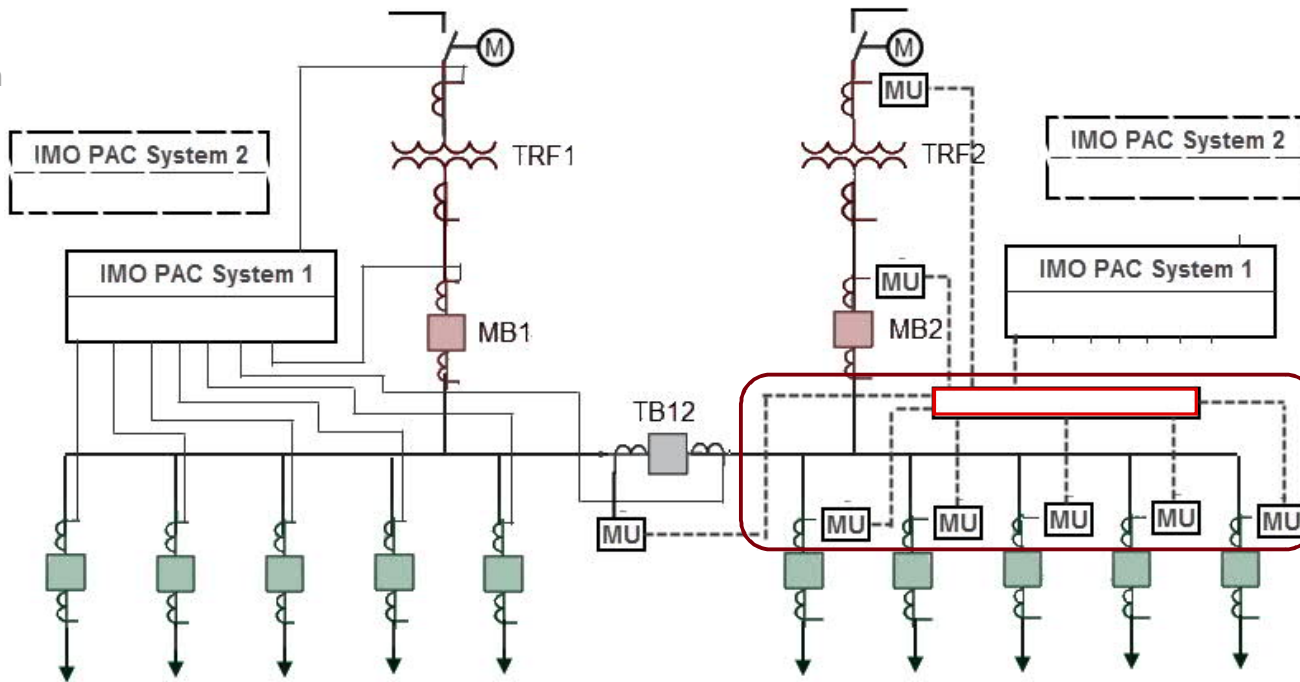 M
M
MU
IMO PAC System 2
TRF1
TRF2
IMO PAC System 2
IMO PAC System 1
MU
IMO PAC System 1
MB1
MB2
TB12
MU
MU
MU
MU
MU
MU